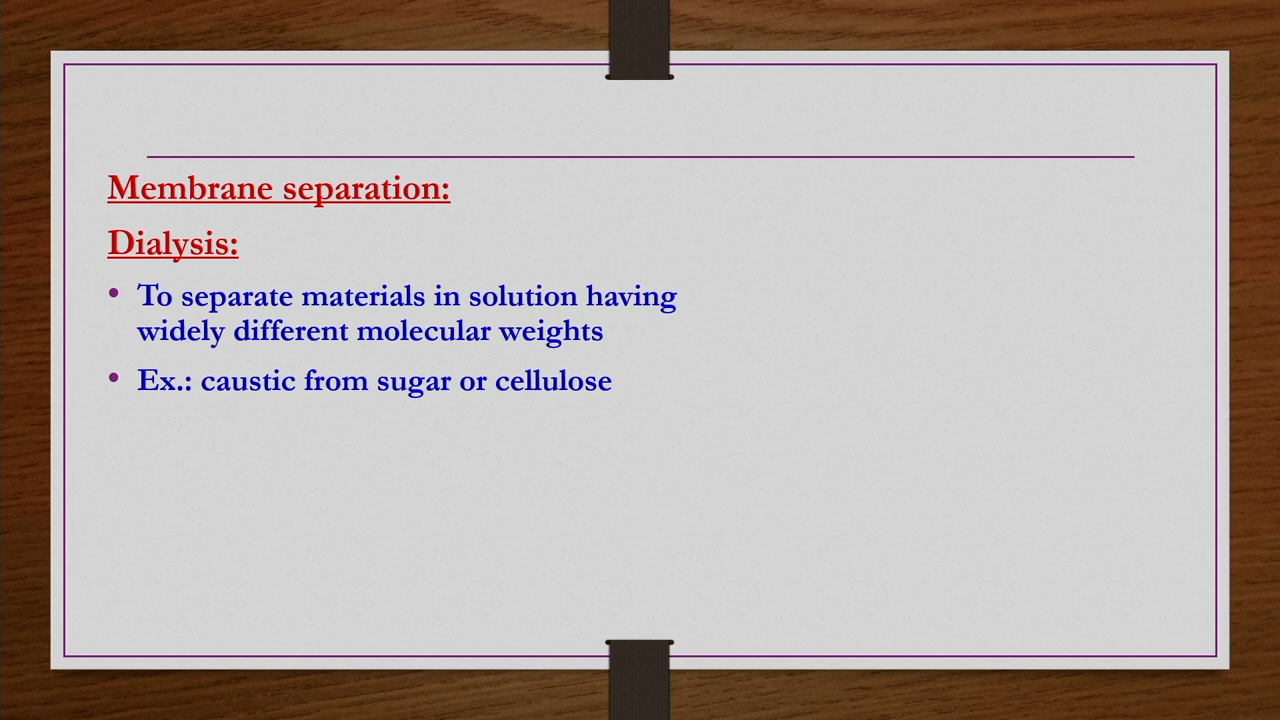 Membrane separation:
Dialysis:
• To separate materials in solution having
widely different molecular weights
• Ex.: caustic from sugar or cellulose